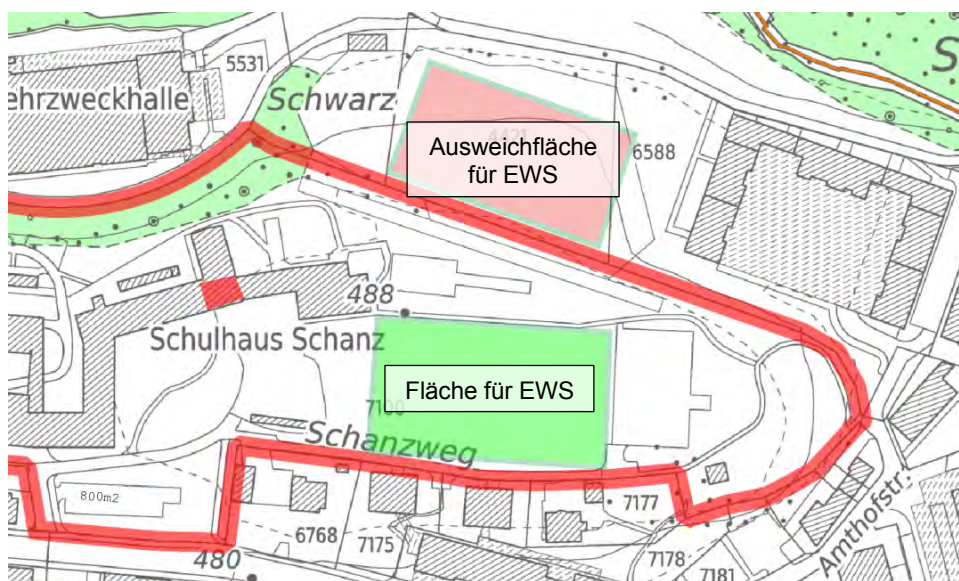 5531
ehrzweckhalle
Schwarz
S
4421
Ausweichfläche
für EWS
6588
488
Schulhaus Schanz
Fläche für EWS
7100
Schanzweg
800m2
7177
6768
7175
480
7178
7181
Amthofstr.